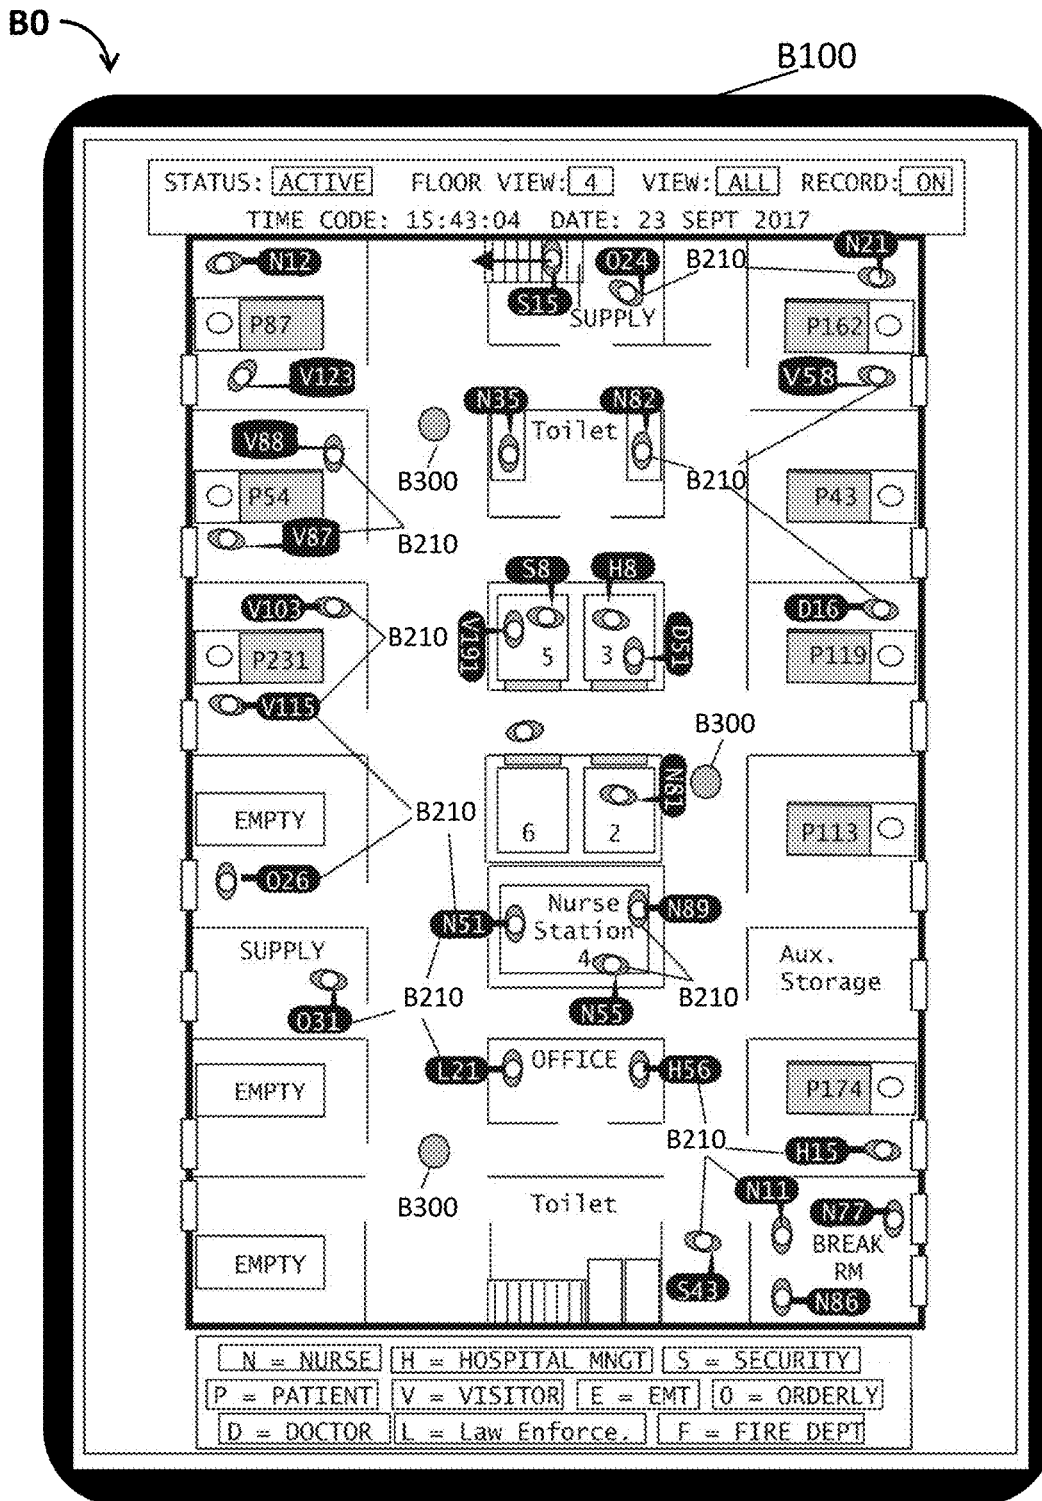 B0
B100
STATUS: ACTIVE FLOOR VIEW: 4 VIEW: ALL RECORD: ON
TIME CODE: 15:43:04 DATE: 23 SEPT 2017
N21
N12
O24
B210
S15
SUPPLY
P87
P162
V123
V58
N35
N82
Toilet
V88
B300
B210
P54
P43
V87
B210
S8
H8
V103
D16
B210
V191
5
3
D51
P231
P119
V115
B300
N61
B210
EMPTY
6
2
P113
O26
N51
Nurse
N89
Station
SUPPLY
4
Aux.
Storage
B210
B210
O31
N55
L21
OFFICE
H56
EMPTY
P174
B210
H15
N11
B300
Toilet
N77
BREAK
RM
EMPTY
S43
N86
N = NURSE H = HOSPITAL MNGT S = SECURITY
P = PATIENT V = VISITOR E = EMT O = ORDERLY
D = DOCTOR L = Law Enforce. F = FIRE DEPT